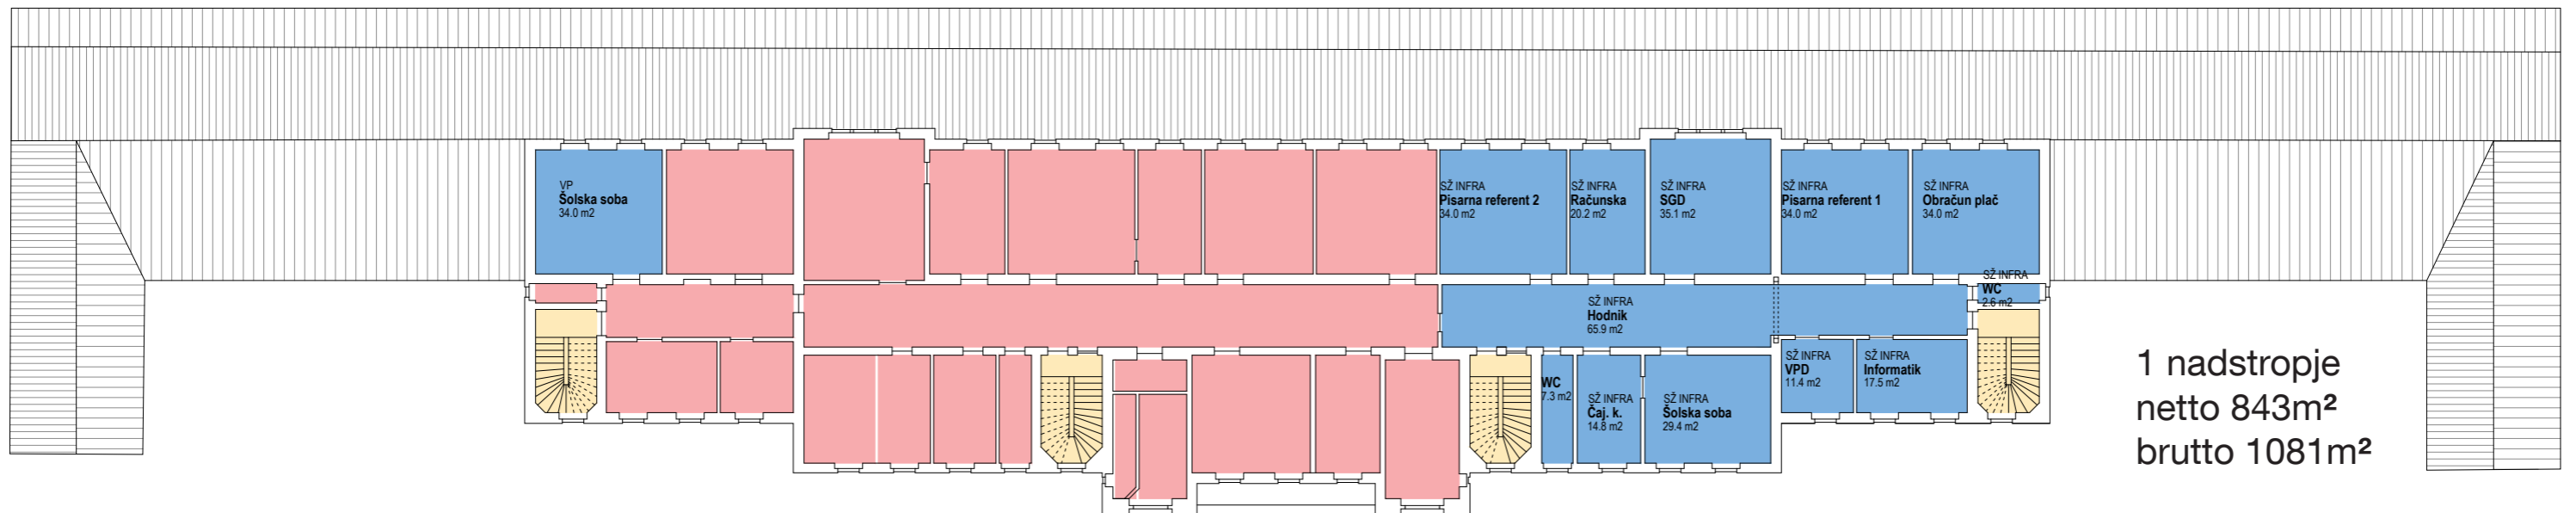 VP
Šolska soba
34.0 m2
SŽ INFRA
Pisarna referent 2
34.0 m2
SŽ INFRA
Računska
20.2 m2
SŽ INFRA
SGD
35.1 m2
SŽ INFRA
Pisarna referent 1
34.0 m2
SŽ INFRA
Obračun plač
34.0 m2
SŽ INFRA
WC
2.6 m2
SŽ INFRA
Hodnik
65.9 m2
WC
7.3 m2
SŽ INFRA
Čaj. k.
14.8 m2
SŽ INFRA
Šolska soba
29.4 m2
SŽ INFRA
VPD
11.4 m2
SŽ INFRA
Informatik
17.5 m2
1 nadstropje
netto 843m²
brutto 1081m²